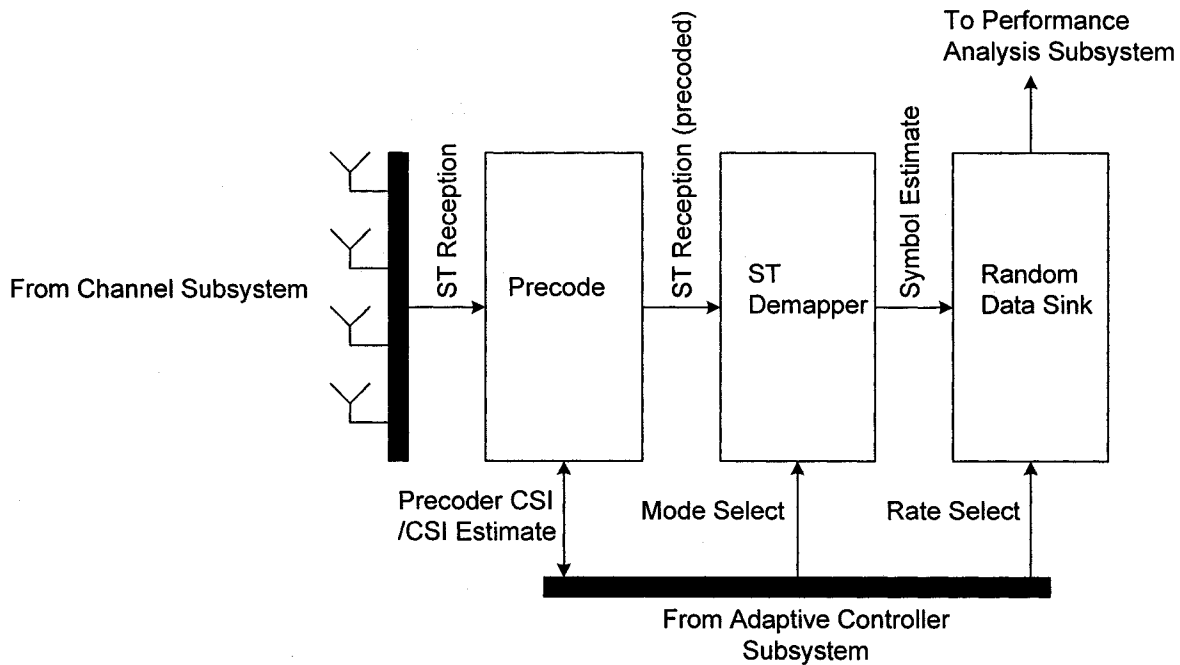 To Performance
Analysis Subsystem
From Channel Subsystem
ST Reception
Precode
ST Reception (precoded)
ST
Demapper
Symbol Estimate
Random
Data Sink
Precoder CSI
/CSI Estimate
Mode Select
Rate Select
From Adaptive Controller
Subsystem